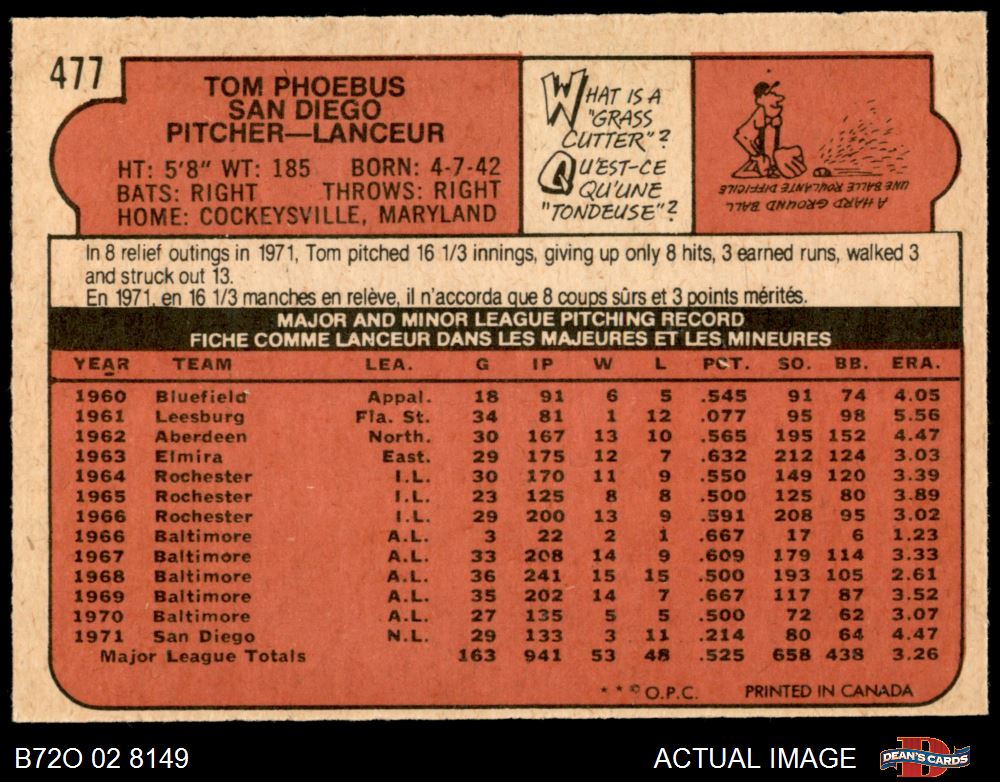 477
TOM PHOEBUS
SAN DIEGO
PITCHER—LANCEUR
HT: 5'8" WT: 185 BORN: 4-7-42
BATS: RIGHT THROWS: RIGHT
HOME: COCKEYSVILLE, MARYLAND
WHAT IS A
"GRASS
CUTTER"?
QU'EST-CE
QU'UNE
"TONDEUSE"?
A HARD GROUND BALL
UNE BALLE ROULANTE DIFFICILE
In 8 relief outings in 1971, Tom pitched 16 1/3 innings, giving up only 8 hits, 3 earned runs, walked 3
and struck out 13.
En 1971, en 16 1/3 manches en relève, il n'accorda que 8 coups sûrs et 3 points mérités.
MAJOR AND MINOR LEAGUE PITCHING RECORD
FICHE COMME LANCEUR DANS LES MAJEURES ET LES MINEURES
YEAR TEAM LEA. G IP W L PCT. SO. BB. ERA.
1960 Bluefield Appal. 18 91 6 5 .545 91 74 4.05
1961 Leesburg Fla. St. 34 81 1 12 .077 95 98 5.56
1962 Aberdeen North. 30 167 13 10 .565 195 152 4.47
1963 Elmira East. 29 175 12 7 .632 212 124 3.03
1964 Rochester I.L. 30 170 11 9 .550 149 120 3.39
1965 Rochester I.L. 23 125 8 8 .500 125 80 3.89
1966 Rochester I.L. 29 200 13 9 .591 208 95 3.02
1966 Baltimore A.L. 3 22 2 1 .667 17 6 1.23
1967 Baltimore A.L. 33 208 14 9 .609 179 114 3.33
1968 Baltimore A.L. 36 241 15 15 .500 193 105 2.61
1969 Baltimore A.L. 35 202 14 7 .667 117 87 3.52
1970 Baltimore A.L. 27 135 5 5 .500 72 62 3.07
1971 San Diego N.L. 29 133 3 11 .214 80 64 4.47
Major League Totals 163 941 53 48 .525 658 438 3.26
* * © O.P.C. PRINTED IN CANADA
B72O 02 8149 ACTUAL IMAGE DEAN'S CARDS